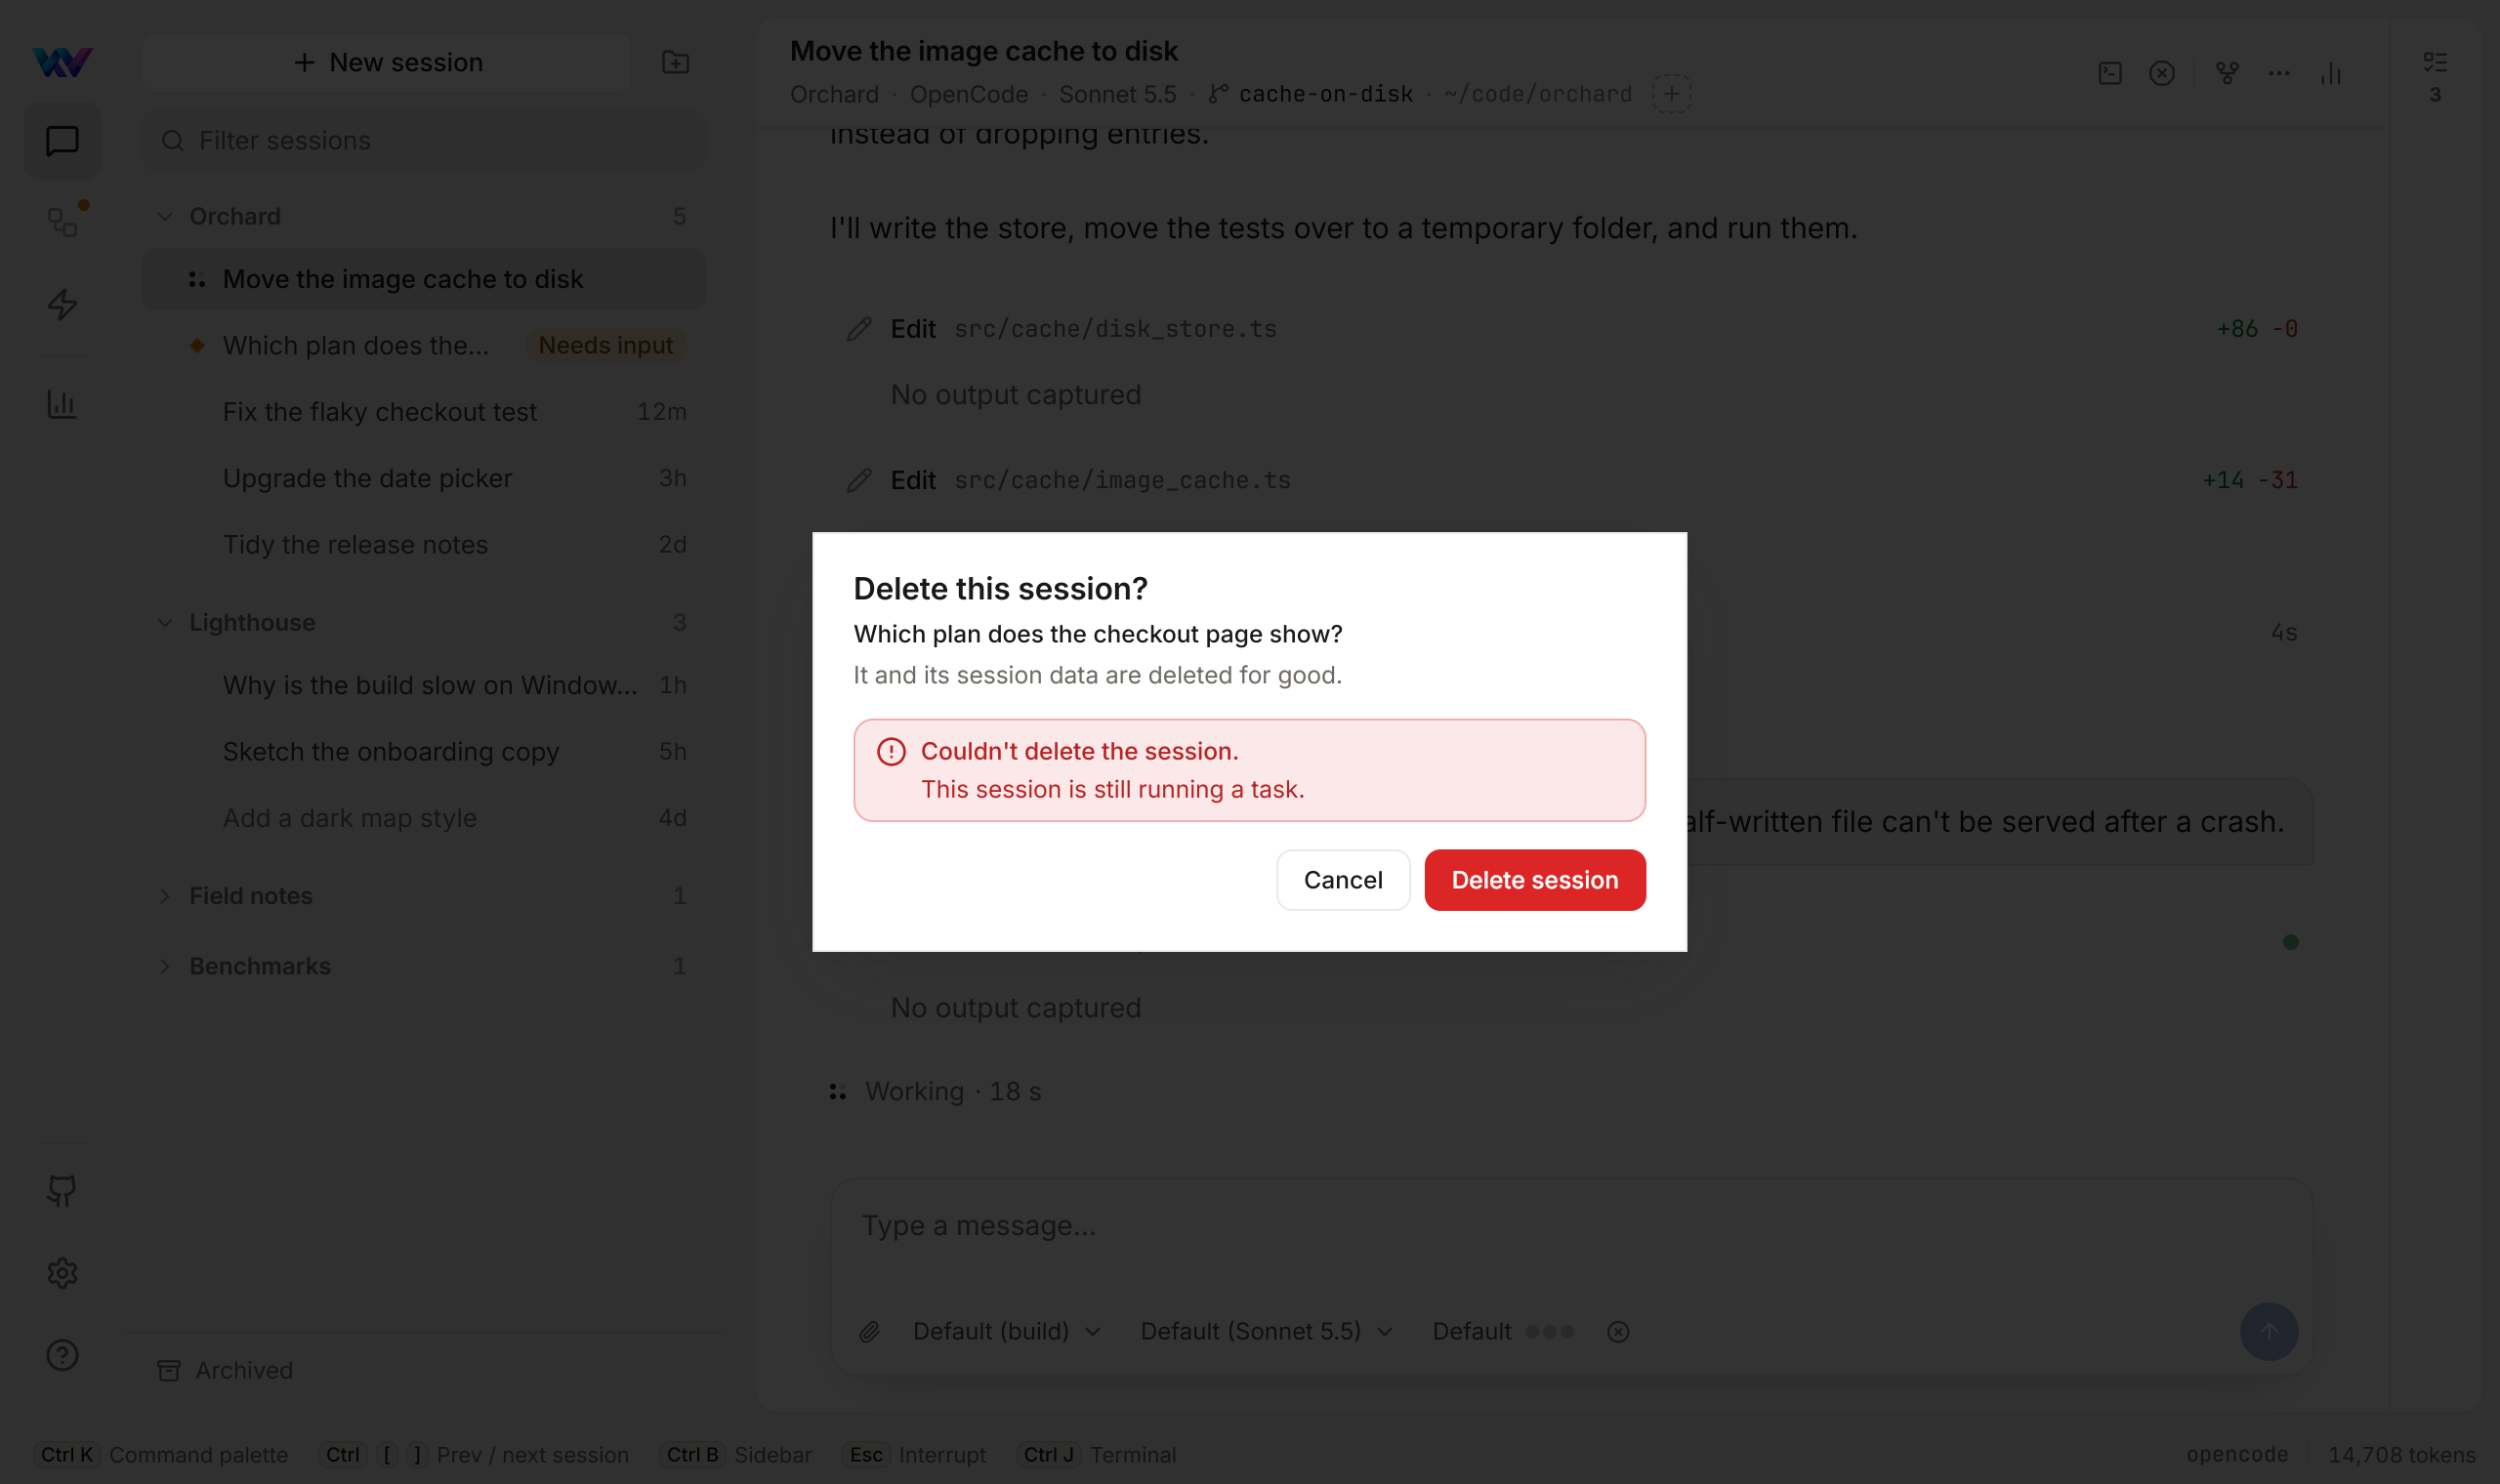 New session
Filter sessions
Orchard 5
Move the image cache to disk
Which plan does the... Needs input
Fix the flaky checkout test 12m
Upgrade the date picker 3h
Tidy the release notes 2d
Lighthouse 3
Why is the build slow on Window... 1h
Sketch the onboarding copy 5h
Add a dark map style 4d
Field notes 1
Benchmarks 1
Archived
Move the image cache to disk
Orchard · OpenCode · Sonnet 5.5 · cache-on-disk · ~/code/orchard
3
instead of dropping entries.
I'll write the store, move the tests over to a temporary folder, and run them.
Edit src/cache/disk_store.ts +86 -0
No output captured
Edit src/cache/image_cache.ts +14 -31
4s
Delete this session?
Which plan does the checkout page show?
It and its session data are deleted for good.
Couldn't delete the session.
This session is still running a task.
Cancel Delete session
alf-written file can't be served after a crash.
No output captured
Working · 18 s
Type a message...
Default (build) Default (Sonnet 5.5) Default
Ctrl K Command palette Ctrl [ ] Prev / next session Ctrl B Sidebar Esc Interrupt Ctrl J Terminal
opencode 14,708 tokens